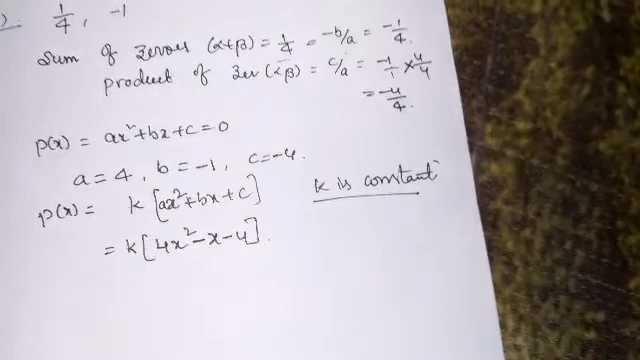 ). 1/4, -1
Sum of Zeroes (α+β) = 1/4 = -b/a = -1/4.
product of Zer (αβ) = c/a = -1/1 × 4/4
= -4/4.
p(x) = ax²+bx+c=0
a = 4, b = -1, c=-4.
p(x) = k[ax²+bx+c] k is constant
= k[4x²-x-4].